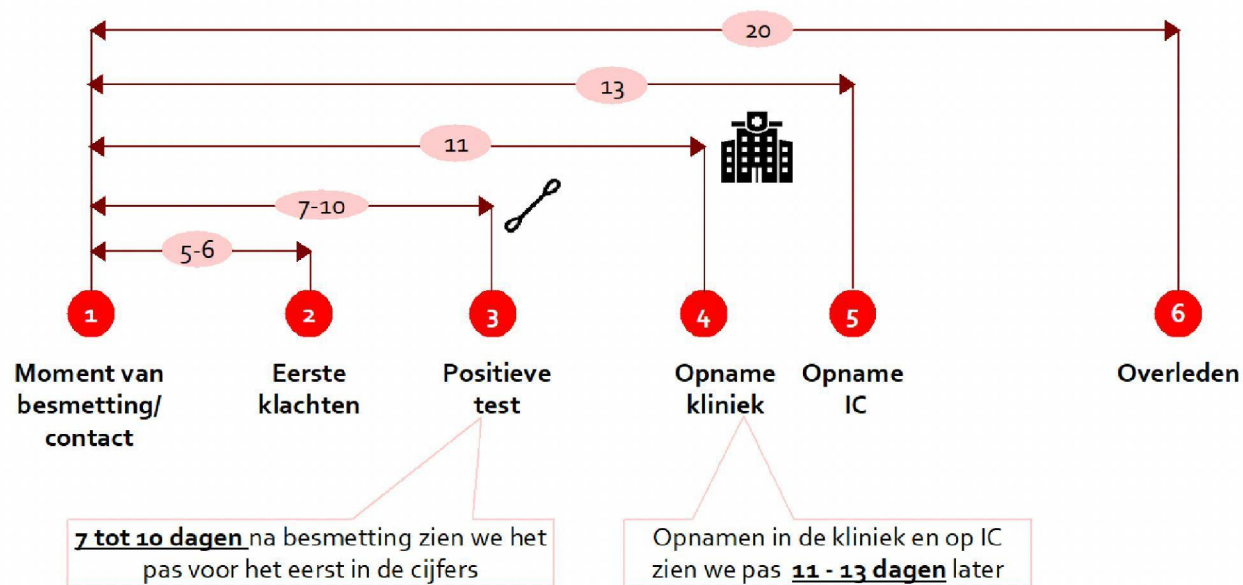 20
13
11
7-10
5-6
1
2
3
4
5
6
Moment van
besmetting/
contact
Eerste
klachten
Positieve
test
Opname
kliniek
Opname
IC
Overleden
7 tot 10 dagen na besmetting zien we het
pas voor het eerst in de cijfers
Opnamen in de kliniek en op IC
zien we pas 11 - 13 dagen later